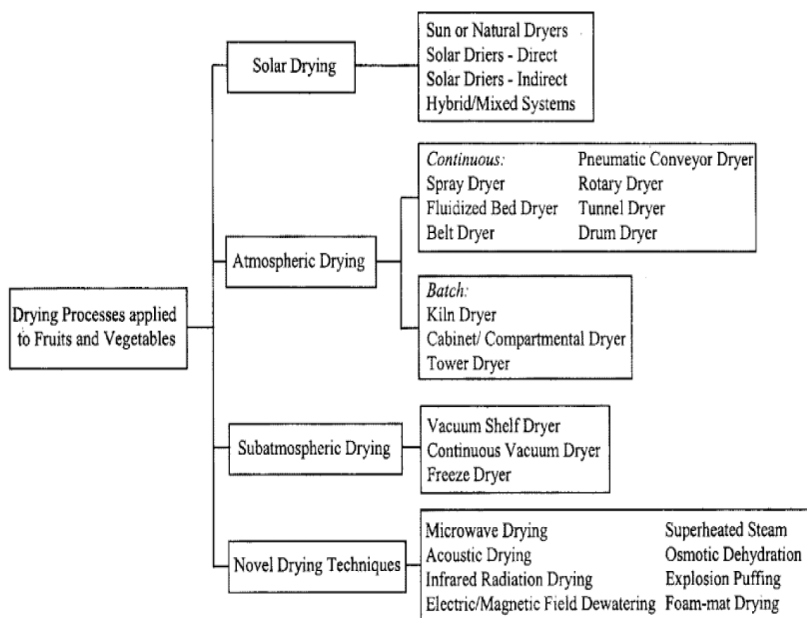 Drying Processes applied
to Fruits and Vegetables
Solar Drying
Sun or Natural Dryers
Solar Driers - Direct
Solar Driers - Indirect
Hybrid/Mixed Systems
Atmospheric Drying
Continuous:
Spray Dryer
Fluidized Bed Dryer
Belt Dryer
Pneumatic Conveyor Dryer
Rotary Dryer
Tunnel Dryer
Drum Dryer
Batch:
Kiln Dryer
Cabinet/ Compartmental Dryer
Tower Dryer
Subatmospheric Drying
Vacuum Shelf Dryer
Continuous Vacuum Dryer
Freeze Dryer
Novel Drying Techniques
Microwave Drying
Acoustic Drying
Infrared Radiation Drying
Electric/Magnetic Field Dewatering
Superheated Steam
Osmotic Dehydration
Explosion Puffing
Foam-mat Drying